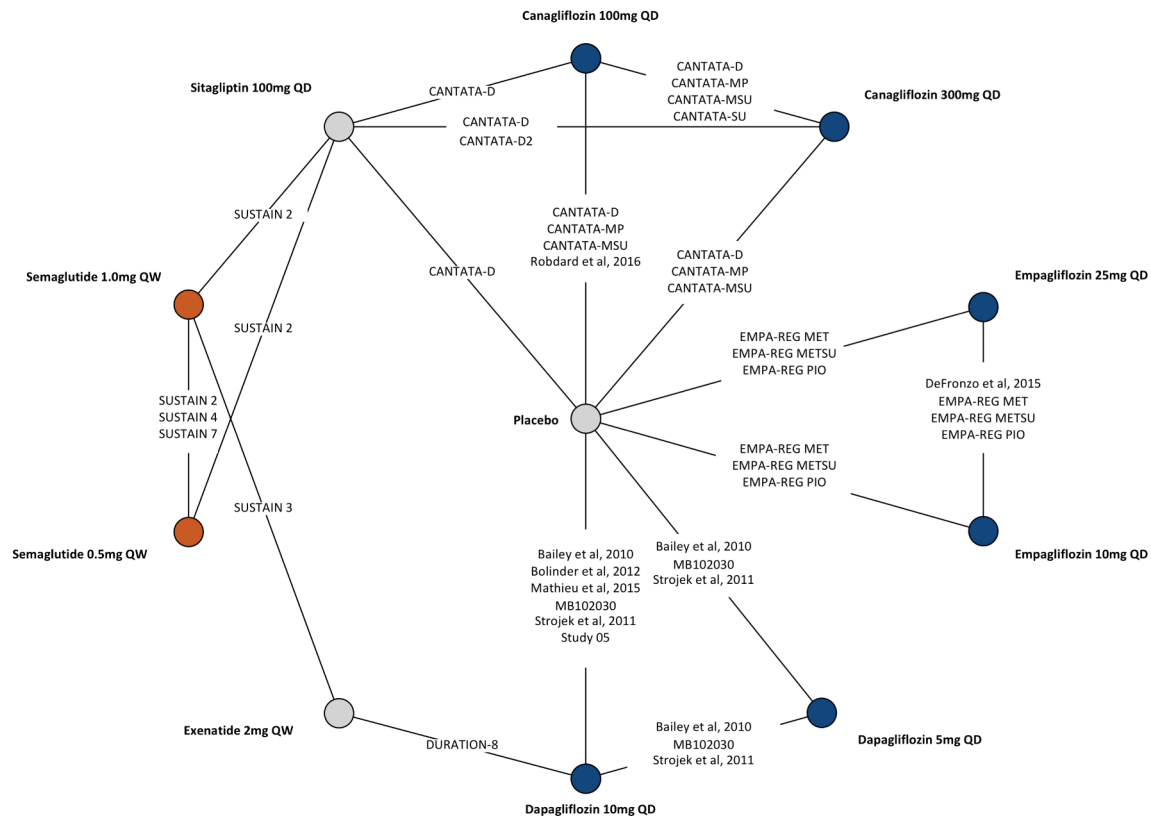 Canagliflozin 100mg QD
CANTATA-D
CANTATA-MP
CANTATA-MSU
CANTATA-SU
Sitagliptin 100mg QD
CANTATA-D
Canagliflozin 300mg QD
CANTATA-D
CANTATA-D2
SUSTAIN 2
CANTATA-D
CANTATA-MP
CANTATA-MSU
Robdard et al, 2016
CANTATA-D
CANTATA-D
CANTATA-MP
CANTATA-MSU
Semaglutide 1.0mg QW
Empagliflozin 25mg QD
SUSTAIN 2
EMPA-REG MET
EMPA-REG METSU
EMPA-REG PIO
DeFronzo et al, 2015
EMPA-REG MET
EMPA-REG METSU
EMPA-REG PIO
SUSTAIN 2
SUSTAIN 4
SUSTAIN 7
Placebo
EMPA-REG MET
EMPA-REG METSU
EMPA-REG PIO
SUSTAIN 3
Semaglutide 0.5mg QW
Empagliflozin 10mg QD
Bailey et al, 2010
Bolinder et al, 2012
Mathieu et al, 2015
MB102030
Strojek et al, 2011
Study 05
Bailey et al, 2010
MB102030
Strojek et al, 2011
Exenatide 2mg QW
DURATION-8
Bailey et al, 2010
MB102030
Strojek et al, 2011
Dapagliflozin 5mg QD
Dapagliflozin 10mg QD